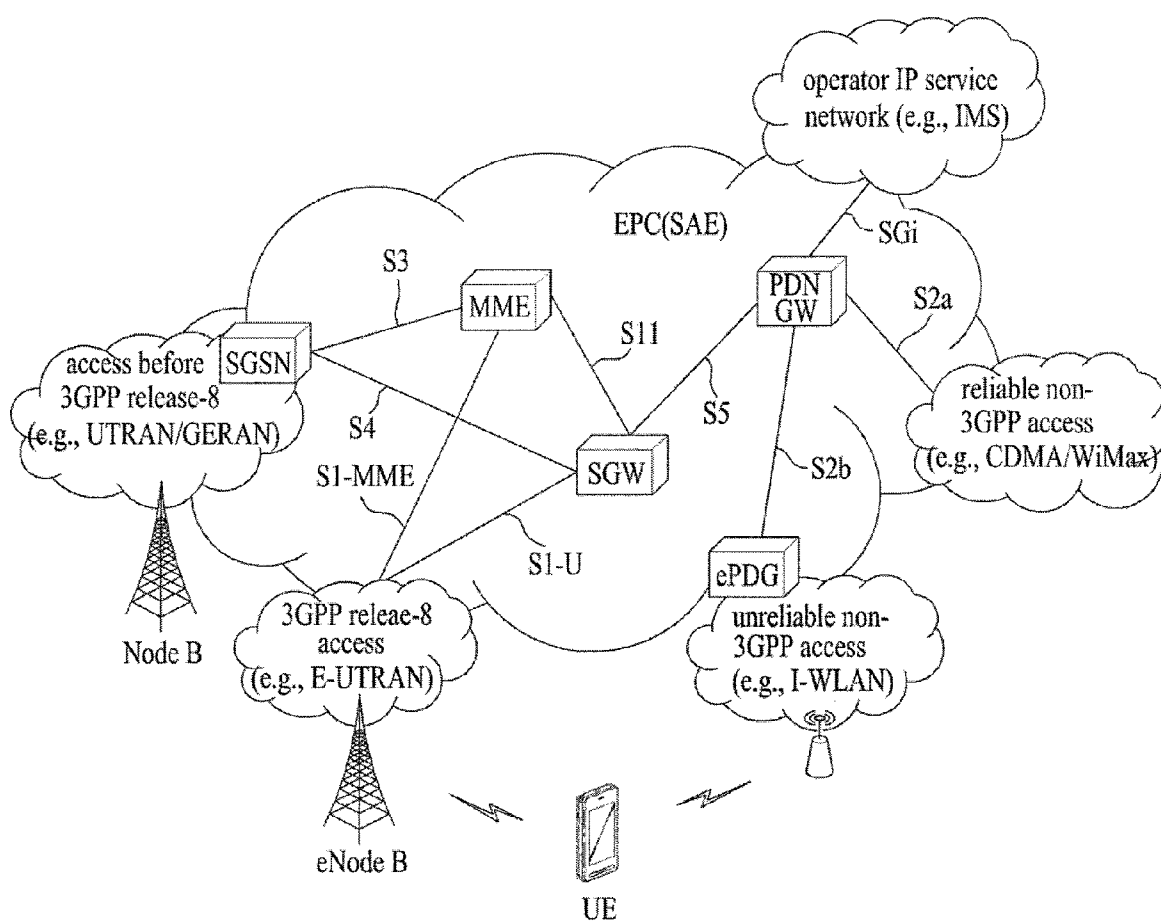 operator IP service
network (e.g., IMS)
EPC(SAE)
SGi
S3
MME
PDN
GW
S2a
S11
access before
3GPP release-8
(e.g., UTRAN/GERAN)
SGSN
S4
S5
reliable non-
3GPP access
(e.g., CDMA/WiMax)
S1-MME
SGW
S2b
S1-U
ePDG
Node B
3GPP releae-8
access
(e.g., E-UTRAN)
unreliable non-
3GPP access
(e.g., I-WLAN)
eNode B
UE